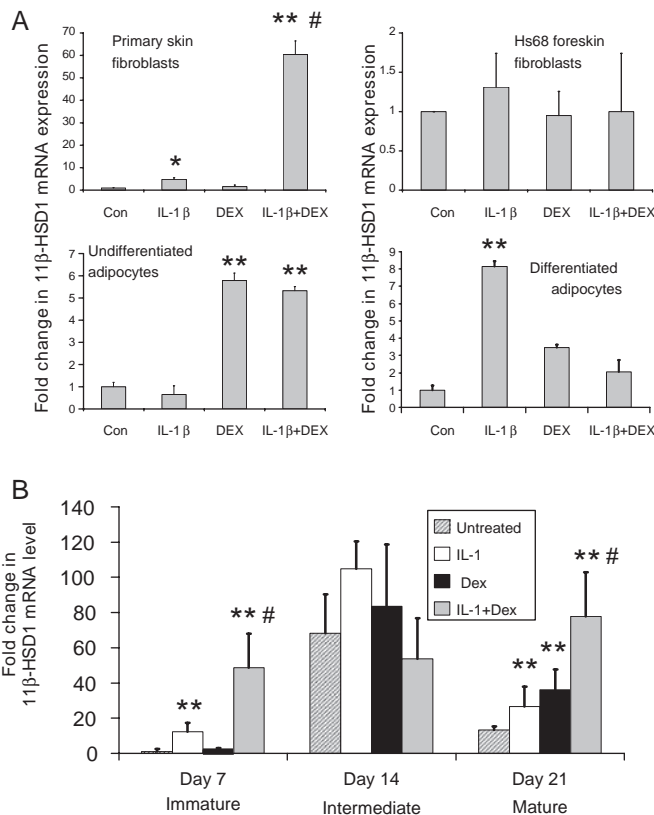 A
Fold change in 11β-HSD1 mRNA expression
Primary skin
fibroblasts
70
60
50
40
30
20
10
0
*
** #
Con IL-1 β DEX IL-1β+DEX
Hs68 foreskin
fibroblasts
2
1.5
1
0.5
0
Con IL-1 β DEX IL-1β+DEX
Undifferentiated
adipocytes
7
6
5
4
3
2
1
0
**
**
Con IL-1 β DEX IL-1β+DEX
Fold change in 11β-HSD1 mRNA expression
Differentiated
adipocytes
9
8
7
6
5
4
3
2
1
0
**
Con IL-1 β DEX IL-1β+DEX
B
Fold change in
11β-HSD1 mRNA level
140
120
100
80
60
40
20
0
Untreated
IL-1
Dex
IL-1+Dex
**
** #
**
**
** #
Day 7 Day 14 Day 21
Immature Intermediate Mature